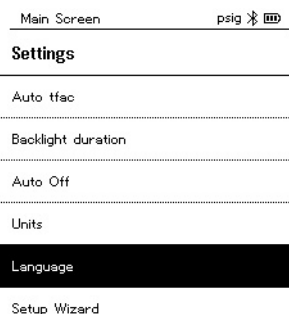 Main Screen psig
Settings
Auto tfac
Backlight duration
Auto Off
Units
Language
Setup Wizard